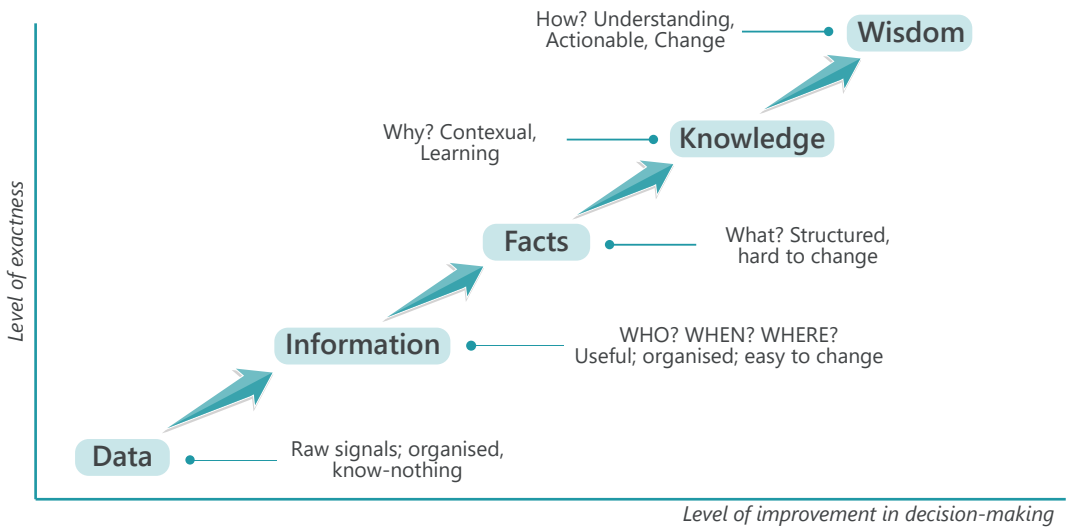 How? Understanding,
Actionable, Change
Wisdom
Why? Contexual,
Learning
Knowledge
Facts
What? Structured,
hard to change
Information
WHO? WHEN? WHERE?
Useful; organised; easy to change
Data
Raw signals; organised,
know-nothing
Level of exactness
Level of improvement in decision-making